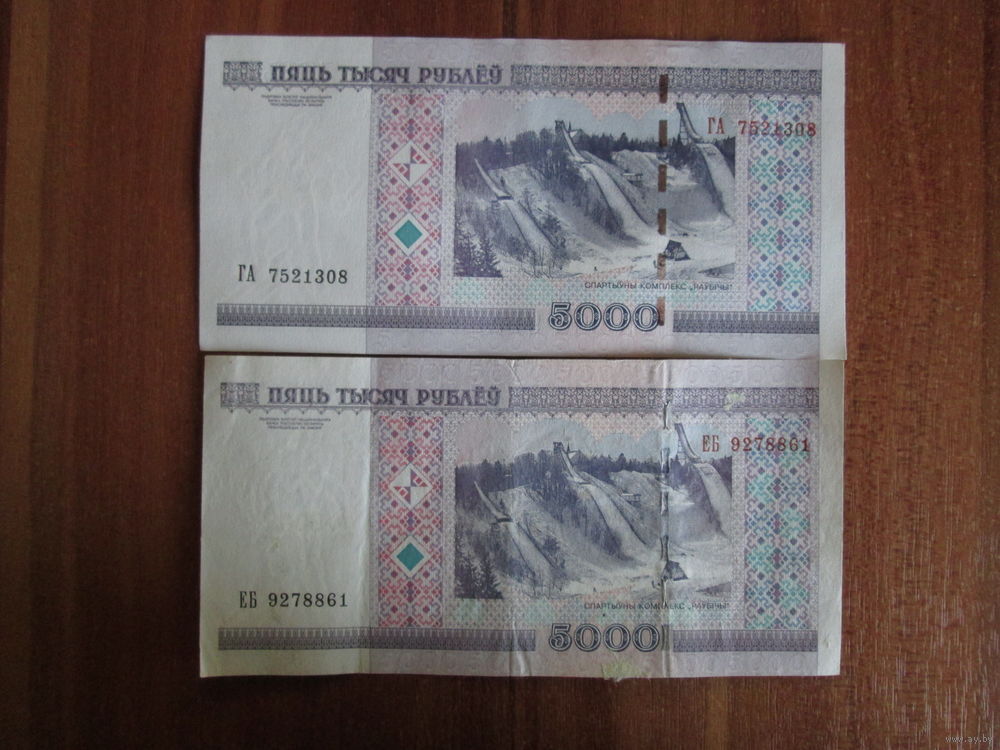 ПЯЦЬ ТЫСЯЧ РУБЛЁЎ
ГА 7521308
ГА 7521308
СПАРТЫЎНЫ КОМПЛЕКС „РАЎБІЧЫ”
5000
ПЯЦЬ ТЫСЯЧ РУБЛЁЎ
ЕБ 9278861
ЕБ 9278861
СПАРТЫЎНЫ КОМПЛЕКС „РАЎБІЧЫ”
5000
www.ay.by